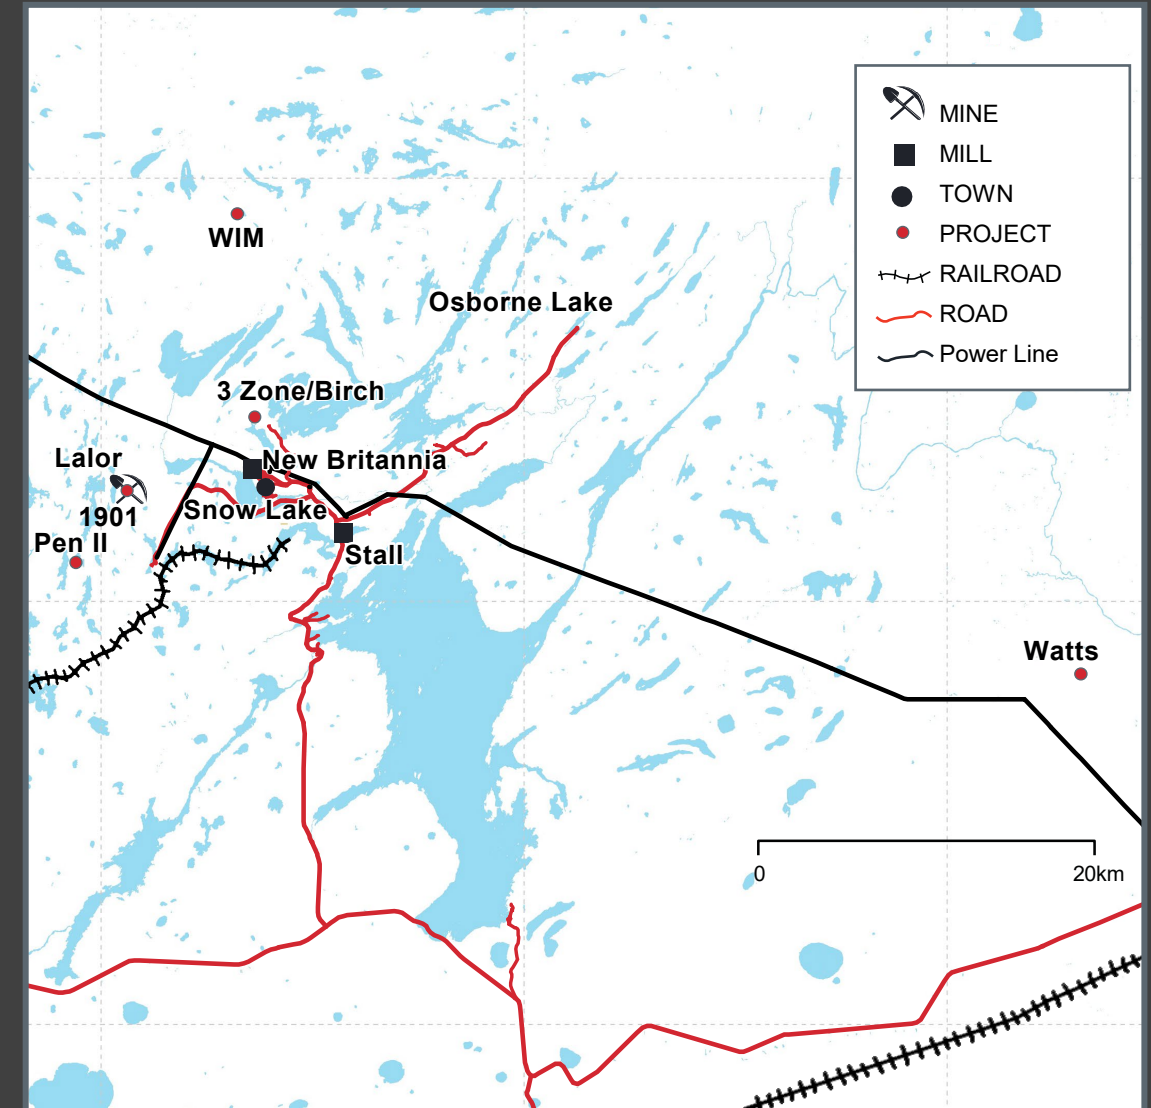 MINE
MILL
TOWN
PROJECT
RAILROAD
ROAD
Power Line
WIM
Osborne Lake
3 Zone/Birch
Lalor
New Britannia
1901
Snow Lake
Pen II
Stall
Watts
0 20km